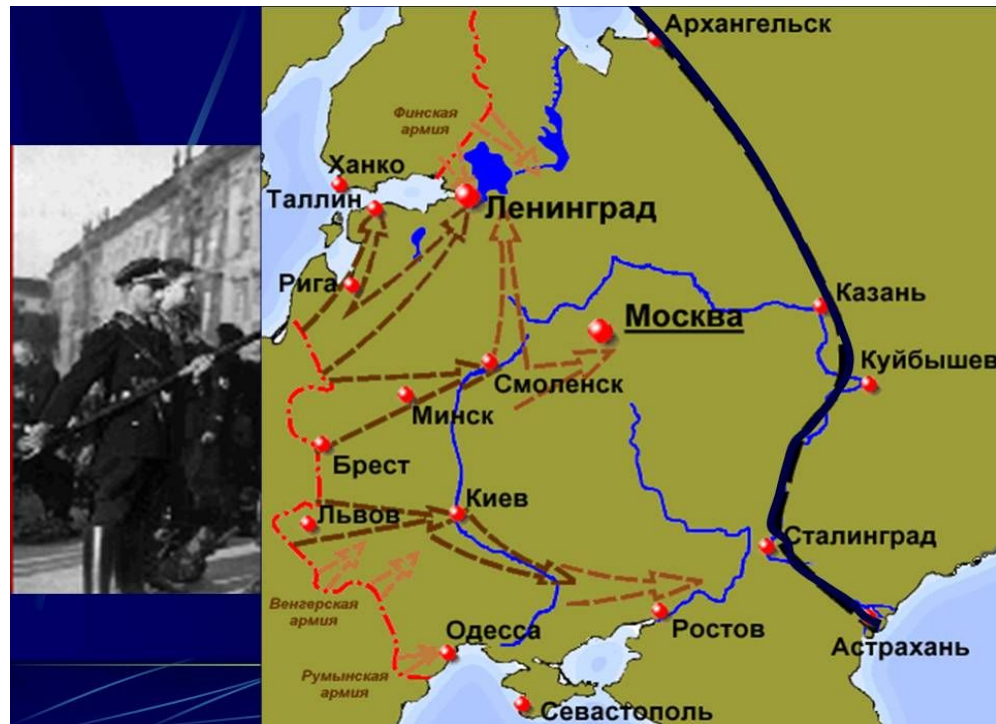 Архангельск
Финская
армия
Ханко
Таллин
Ленинград
Рига
Казань
Москва
Куйбышев
Смоленск
Минск
Брест
Киев
Львов
Сталинград
Венгерская
армия
Одесса
Ростов
Астрахань
Румынская
армия
Севастополь